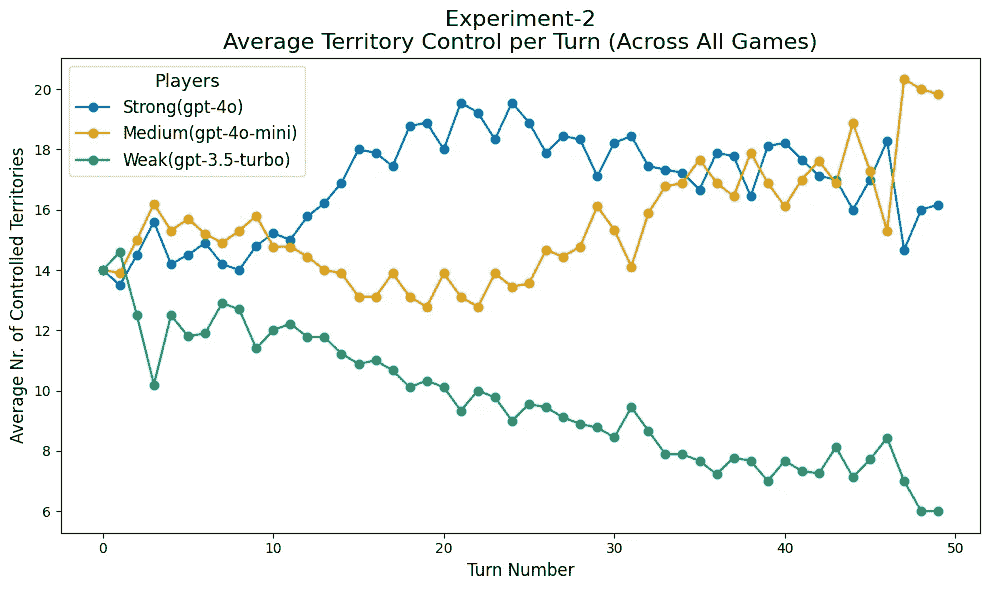 Experiment-2
Average Territory Control per Turn (Across All Games)
Players
Strong(gpt-4o)
Medium(gpt-4o-mini)
Weak(gpt-3.5-turbo)
Average Nr. of Controlled Territories
20
18
16
14
12
10
8
6
0
10
20
30
40
50
Turn Number